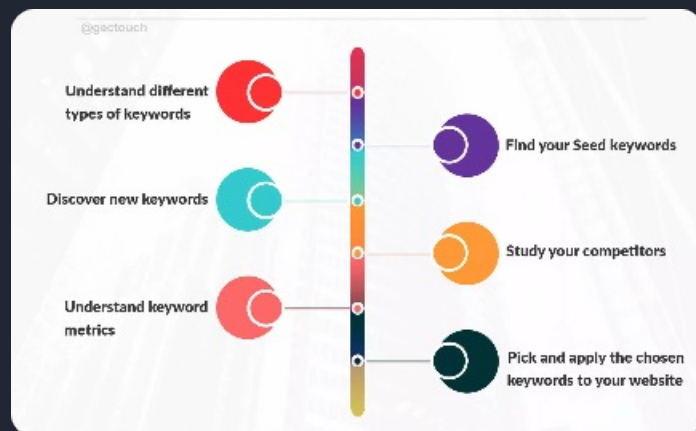 @gectouch
Understand different
types of keywords
Find your Seed keywords
Discover new keywords
Study your competitors
Understand keyword
metrics
Pick and apply the chosen
keywords to your website